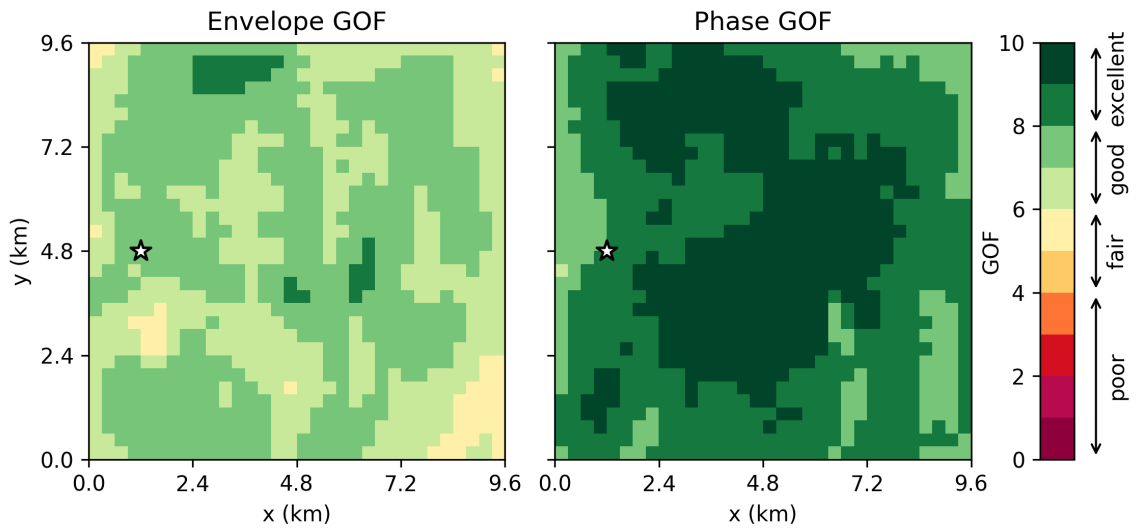 Envelope GOF
Phase GOF
9.6
7.2
4.8
2.4
0.0
y (km)
0.0 2.4 4.8 7.2 9.6
x (km)
0.0 2.4 4.8 7.2 9.6
x (km)
10
8
6
4
2
0
GOF
excellent
good
fair
poor